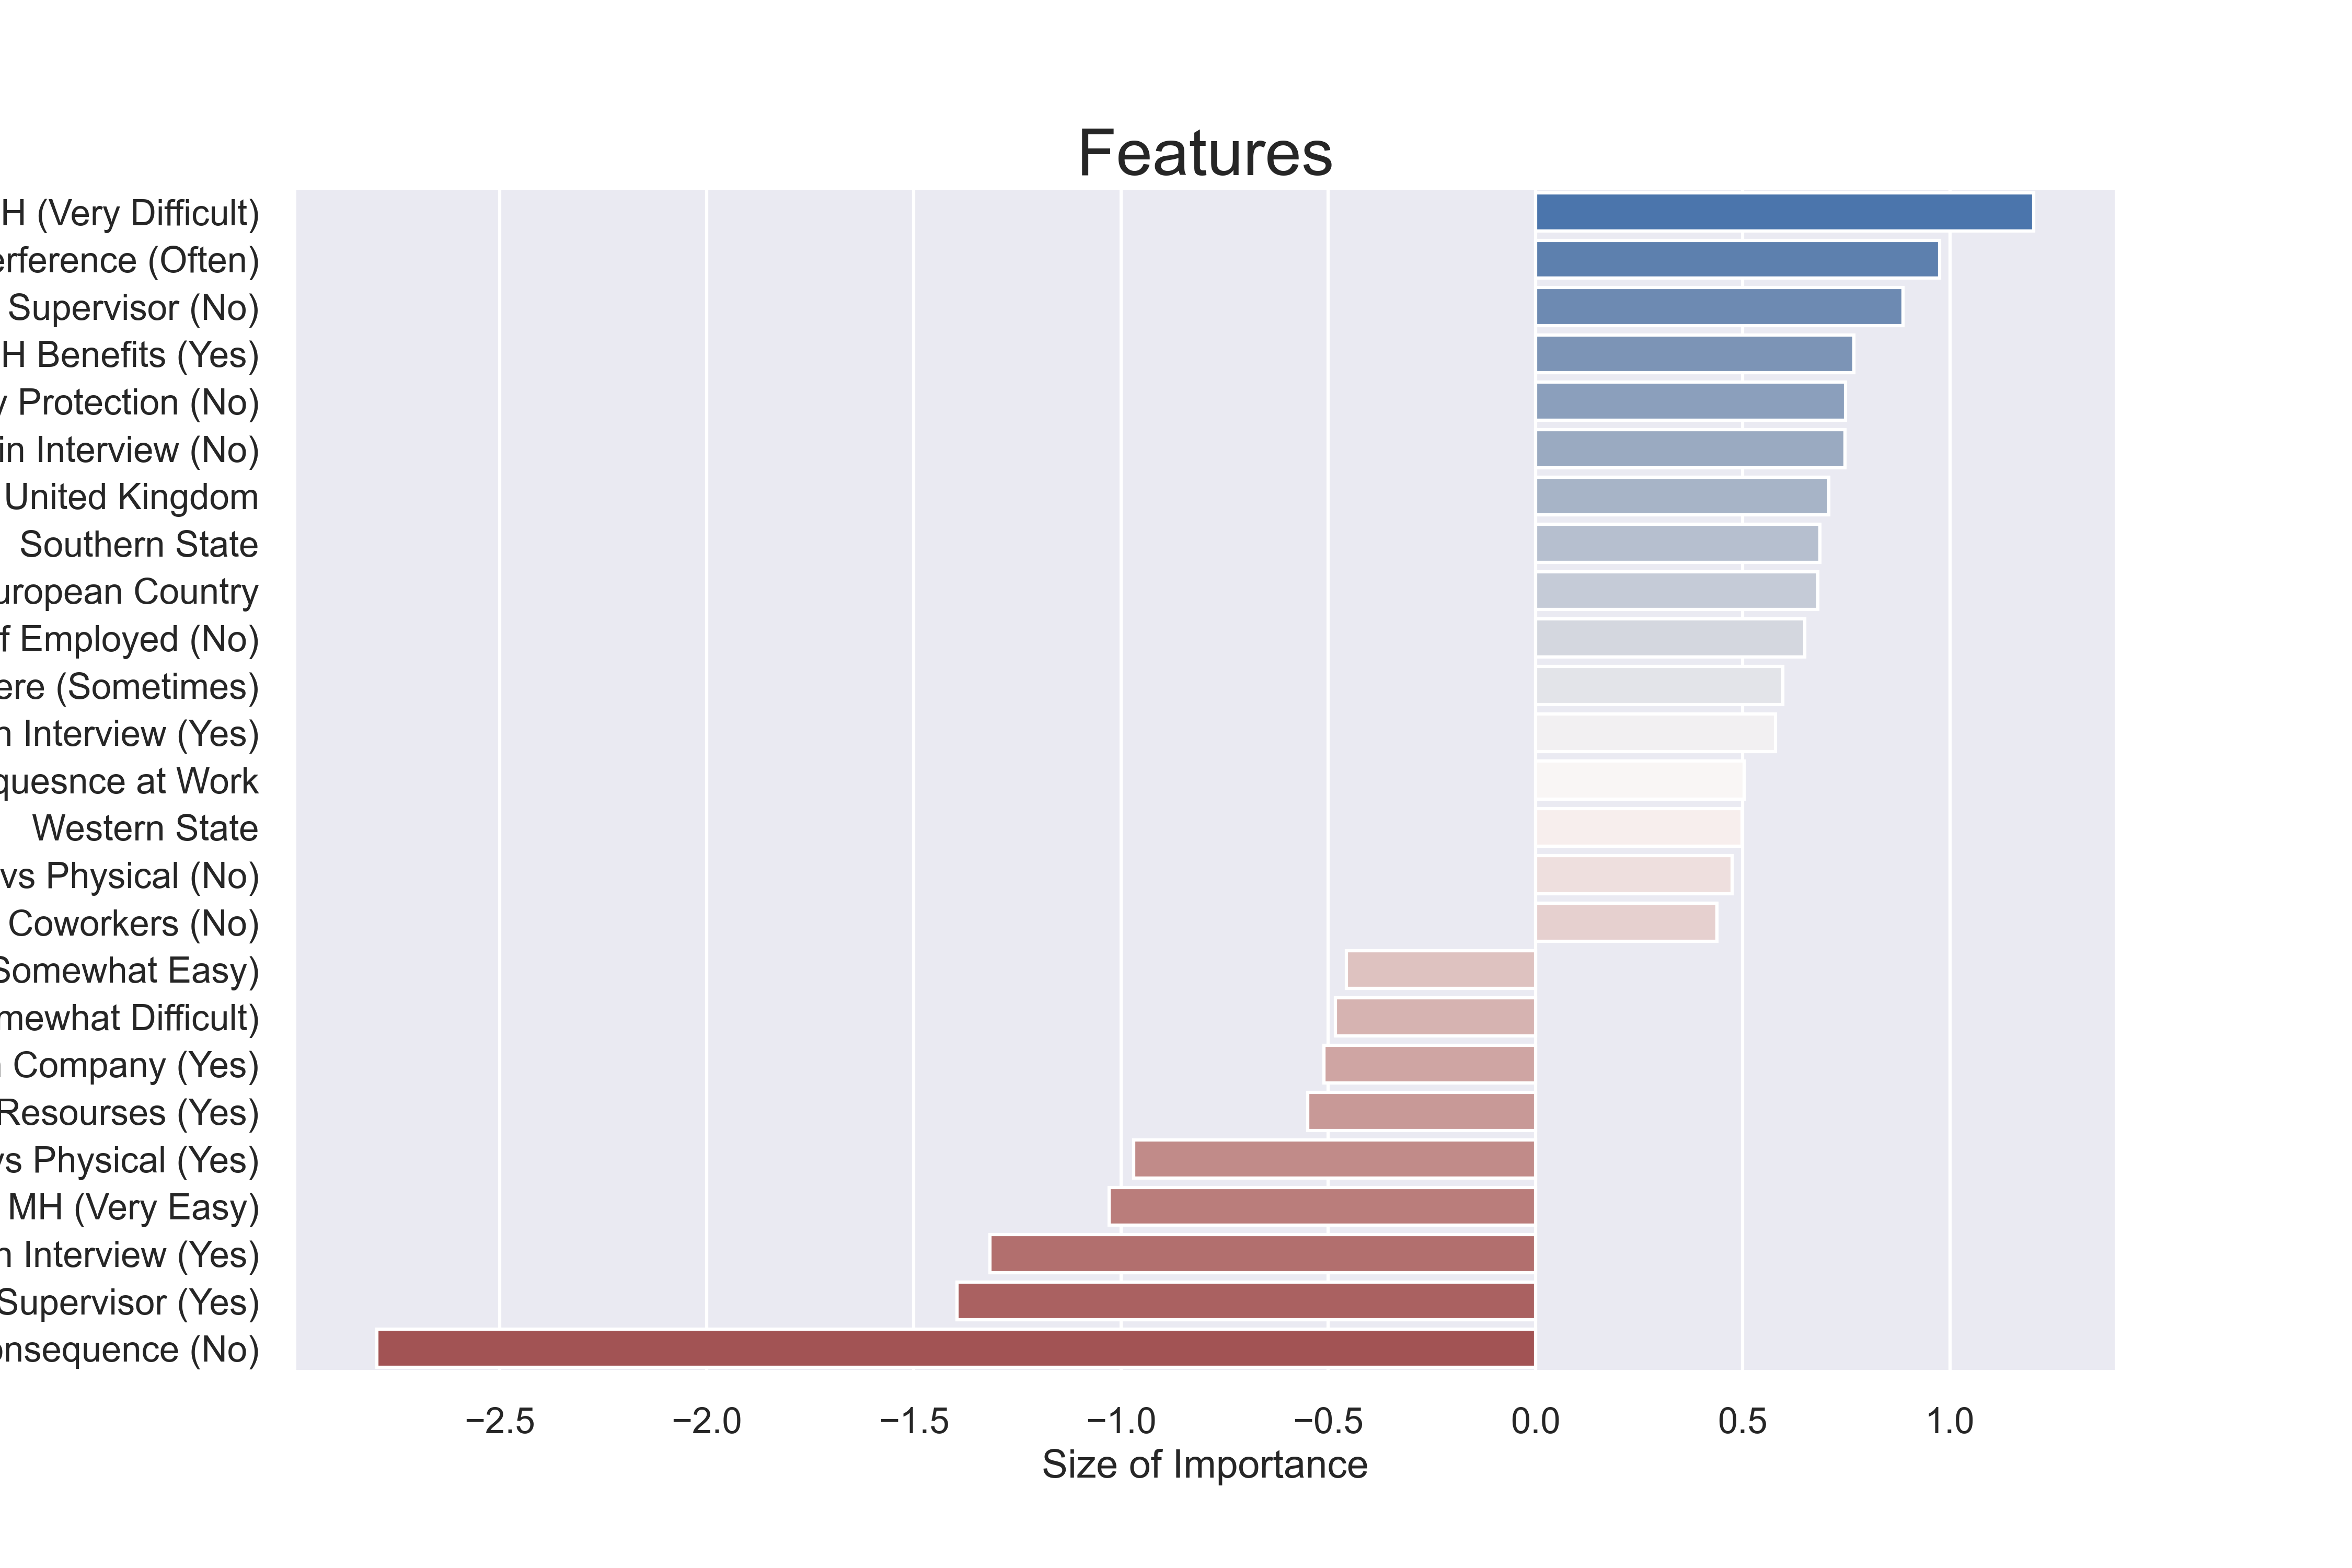 Features
H (Very Difficult)
erference (Often)
Supervisor (No)
H Benefits (Yes)
y Protection (No)
in Interview (No)
United Kingdom
Southern State
uropean Country
f Employed (No)
ere (Sometimes)
n Interview (Yes)
quesnce at Work
Western State
vs Physical (No)
Coworkers (No)
Somewhat Easy)
mewhat Difficult)
Company (Yes)
Resourses (Yes)
vs Physical (Yes)
MH (Very Easy)
n Interview (Yes)
Supervisor (Yes)
onsequence (No)
−2.5 −2.0 −1.5 −1.0 −0.5 0.0 0.5 1.0
Size of Importance